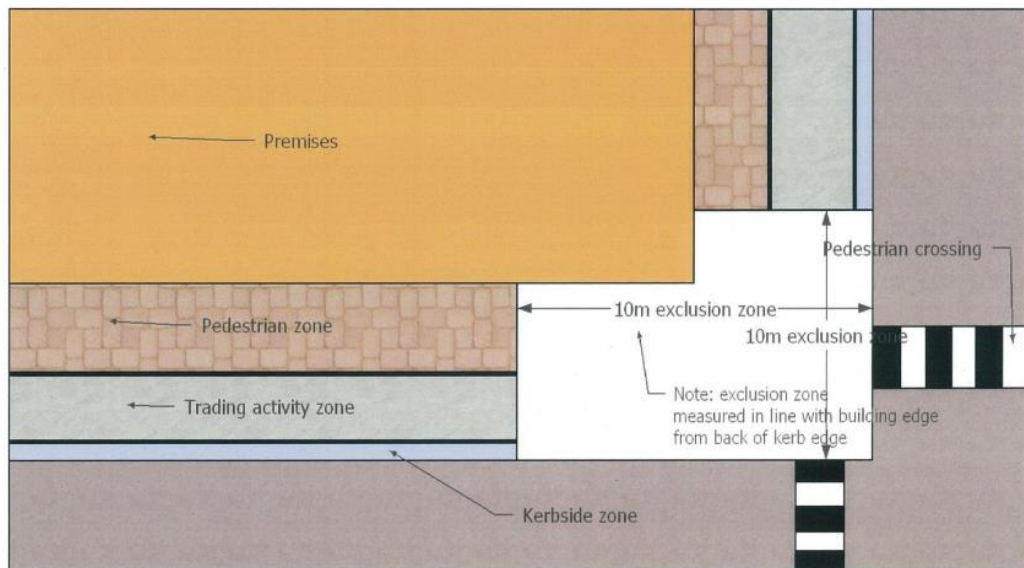 Premises
Pedestrian crossing
10m exclusion zone
Pedestrian zone
10m exclusion zone
Trading activity zone
Note: exclusion zone
measured in line with building edge
from back of kerb edge
Kerbside zone